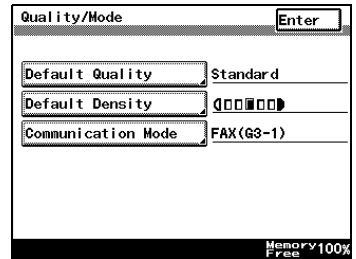 Quality/Mode
Enter
Default Quality Standard
Default Density
Communication Mode FAX(G3-1)
Memory Free 100%